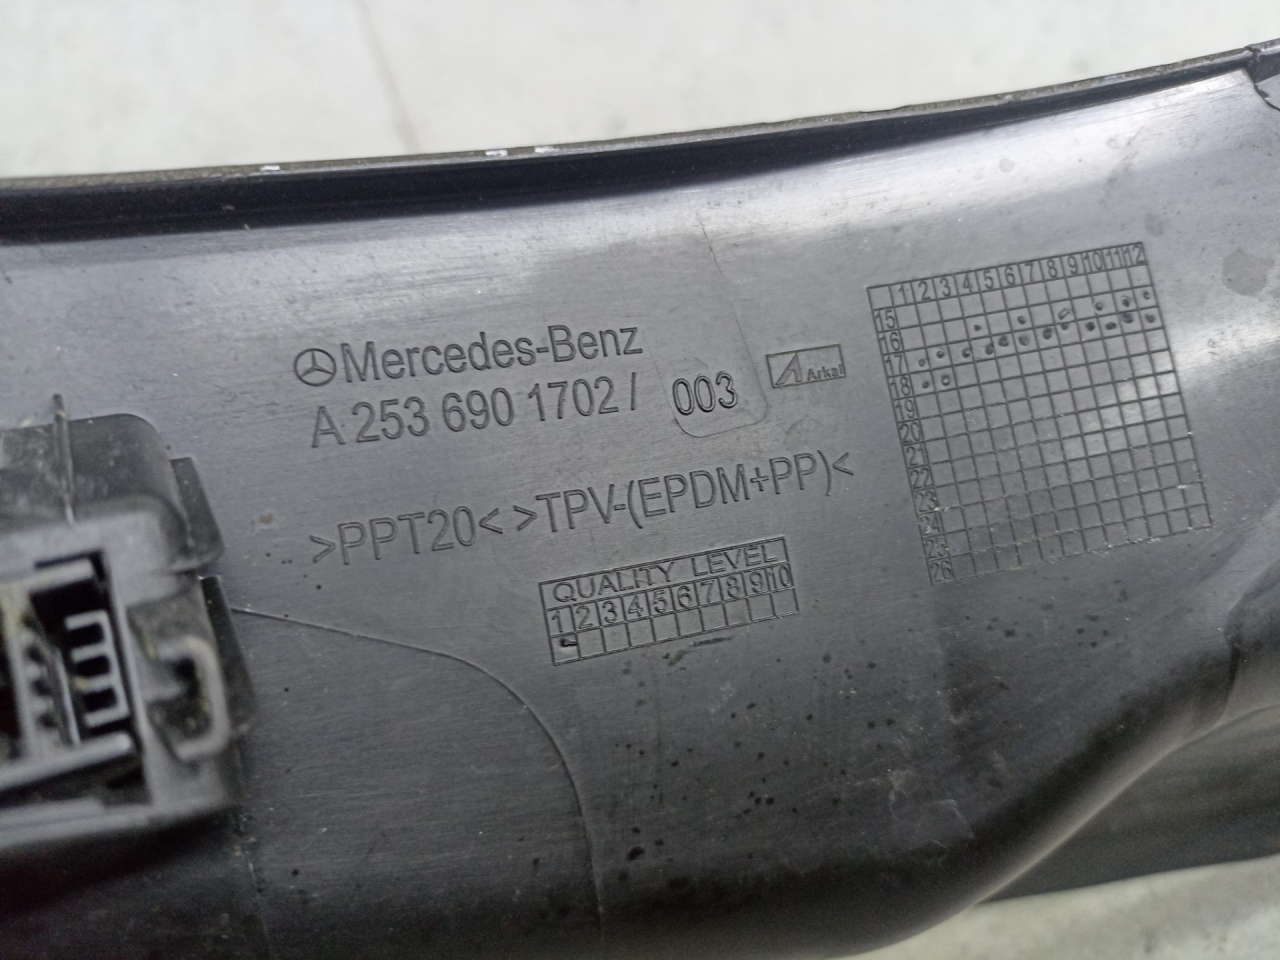 Mercedes-Benz
A 253 690 1702 / 003
Arkal
>PPT20< >TPV-(EPDM+PP)<
QUALITY LEVEL
1 2 3 4 5 6 7 8 9 10
1 2 3 4 5 6 7 8 9 10 11 12
15
16
17
18
19
20
21
22
23
24
25
26